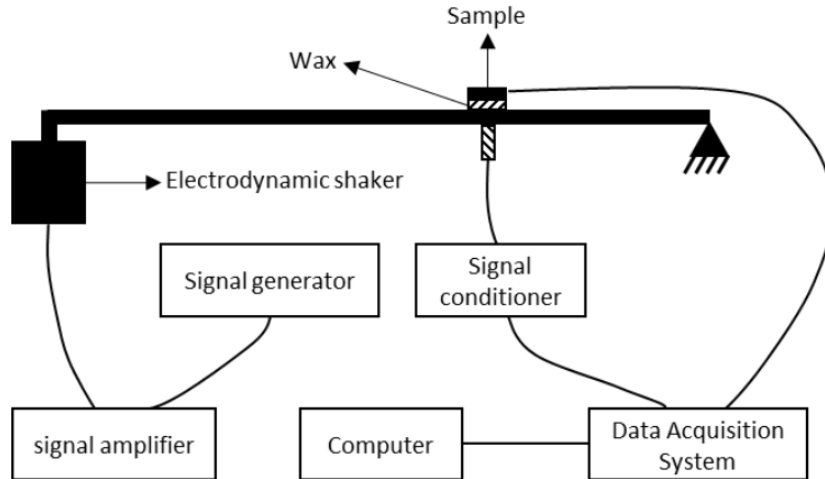 Sample
Wax
Electrodynamic shaker
Signal generator
Signal
conditioner
signal amplifier
Computer
Data Acquisition
System